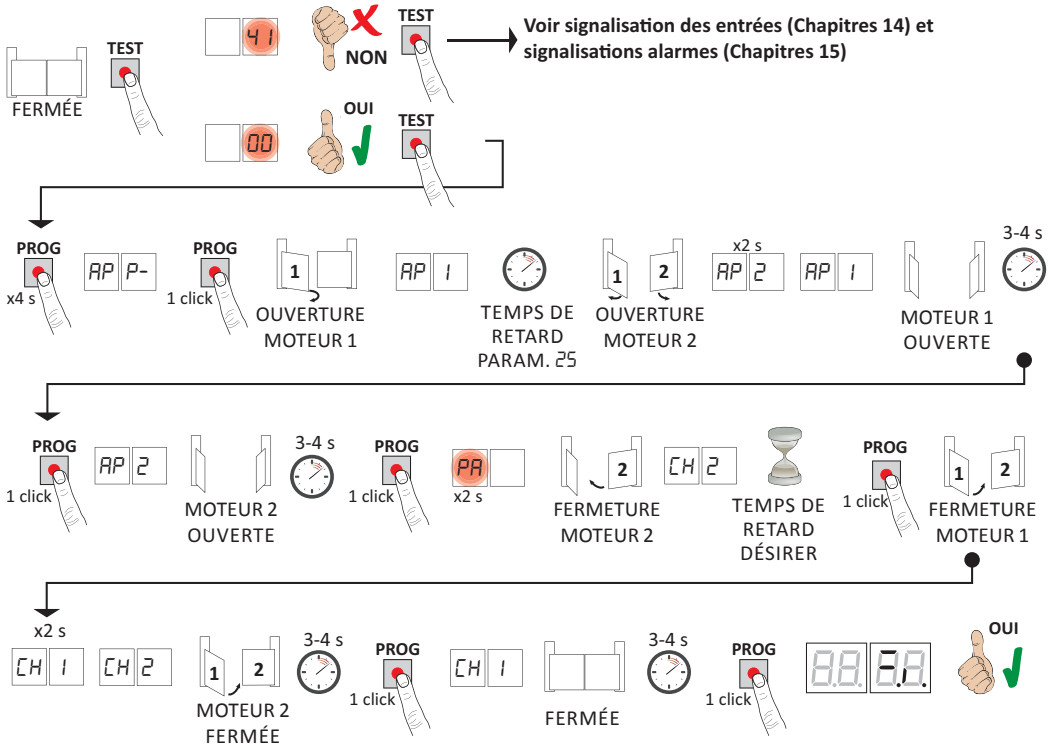 TEST
FERMÉE
41
NON
TEST
Voir signalisation des entrées (Chapitres 14) et
signalisations alarmes (Chapitres 15)
00
OUI
TEST
PROG
x4 s
AP P-
PROG
1 click
1
OUVERTURE
MOTEUR 1
AP 1
TEMPS DE
RETARD
PARAM. 25
1 2
OUVERTURE
MOTEUR 2
x2 s
AP 2
AP 1
MOTEUR 1
OUVERTE
3-4 s
PROG
1 click
AP 2
MOTEUR 2
OUVERTE
3-4 s
PROG
1 click
PA
x2 s
2
FERMETURE
MOTEUR 2
CH 2
TEMPS DE
RETARD
DÉSIRER
PROG
1 click
1 2
FERMETURE
MOTEUR 1
x2 s
CH 1
CH 2
1 2
MOTEUR 2
FERMÉE
3-4 s
PROG
1 click
CH 1
FERMÉE
3-4 s
PROG
1 click
OUI